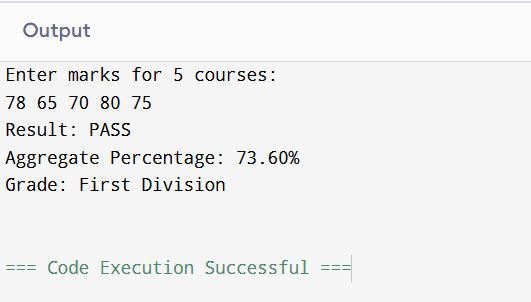 Output
Enter marks for 5 courses:
78 65 70 80 75
Result: PASS
Aggregate Percentage: 73.60%
Grade: First Division
=== Code Execution Successful ===